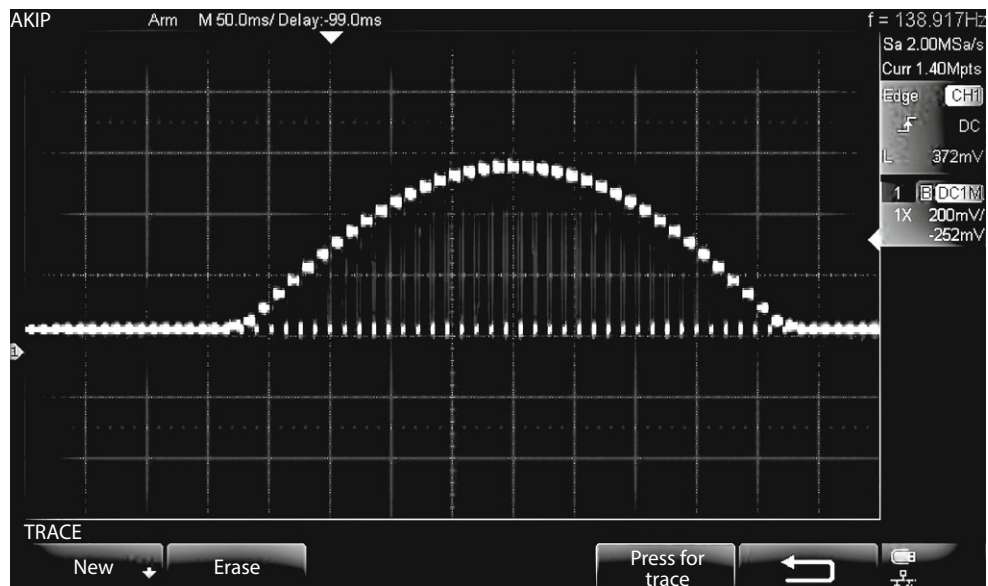 AKIP Arm M 50.0ms/ Delay:-99.0ms f = 138.917Hz
Sa 2.00MSa/s
Curr 1.40Mpts
Edge CH1
DC
L 372mV
1 B DC1M
1X 200mV/
-252mV
1
TRACE
New Erase Press for
trace